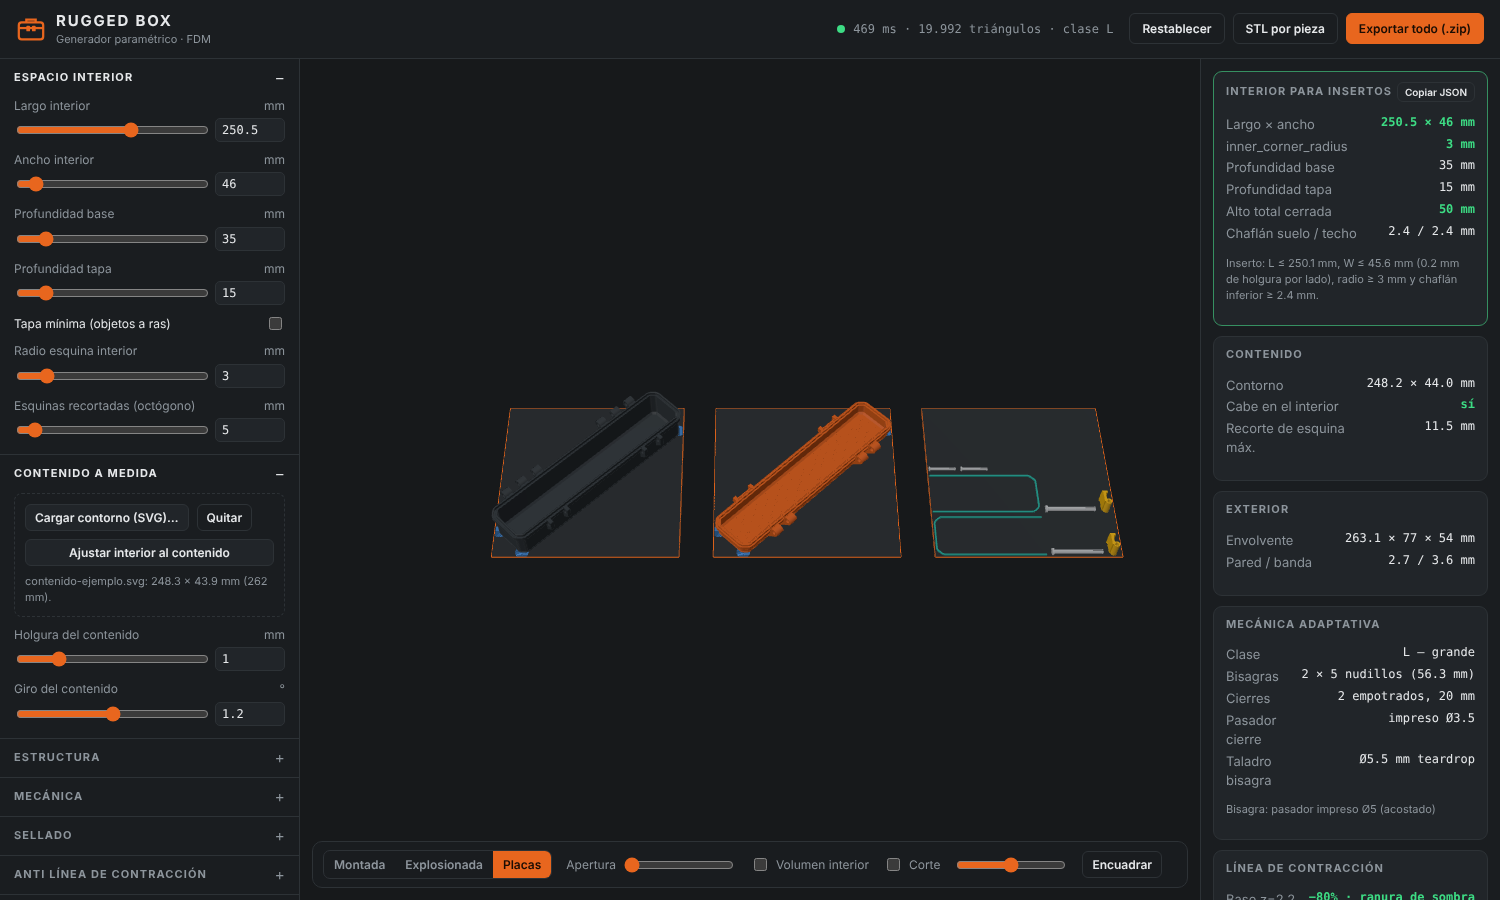 RUGGED BOX
Generador paramétrico · FDM
469 ms · 19.992 triángulos · clase L
Restablecer
STL por pieza
Exportar todo (.zip)
ESPACIO INTERIOR −
Largo interior mm
250.5
Ancho interior mm
46
Profundidad base mm
35
Profundidad tapa mm
15
Tapa mínima (objetos a ras)
Radio esquina interior mm
3
Esquinas recortadas (octógono) mm
5
CONTENIDO A MEDIDA −
Cargar contorno (SVG)... Quitar
Ajustar interior al contenido
contenido-ejemplo.svg: 248.3 × 43.9 mm (262
mm).
Holgura del contenido mm
1
Giro del contenido °
1.2
ESTRUCTURA +
MECÁNICA +
SELLADO +
ANTI LÍNEA DE CONTRACCIÓN +
Montada Explosionada Placas Apertura Volumen interior Corte Encuadrar
INTERIOR PARA INSERTOS Copiar JSON
Largo × ancho 250.5 × 46 mm
inner_corner_radius 3 mm
Profundidad base 35 mm
Profundidad tapa 15 mm
Alto total cerrada 50 mm
Chaflán suelo / techo 2.4 / 2.4 mm
Inserto: L ≤ 250.1 mm, W ≤ 45.6 mm (0.2 mm
de holgura por lado), radio ≥ 3 mm y chaflán
inferior ≥ 2.4 mm.
CONTENIDO
Contorno 248.2 × 44.0 mm
Cabe en el interior sí
Recorte de esquina 11.5 mm
máx.
EXTERIOR
Envolvente 263.1 × 77 × 54 mm
Pared / banda 2.7 / 3.6 mm
MECÁNICA ADAPTATIVA
Clase L — grande
Bisagras 2 × 5 nudillos (56.3 mm)
Cierres 2 empotrados, 20 mm
Pasador impreso Ø3.5
cierre
Taladro Ø5.5 mm teardrop
bisagra
Bisagra: pasador impreso Ø5 (acostado)
LÍNEA DE CONTRACCIÓN
Base z=2.2 −80% · ranura de sombra